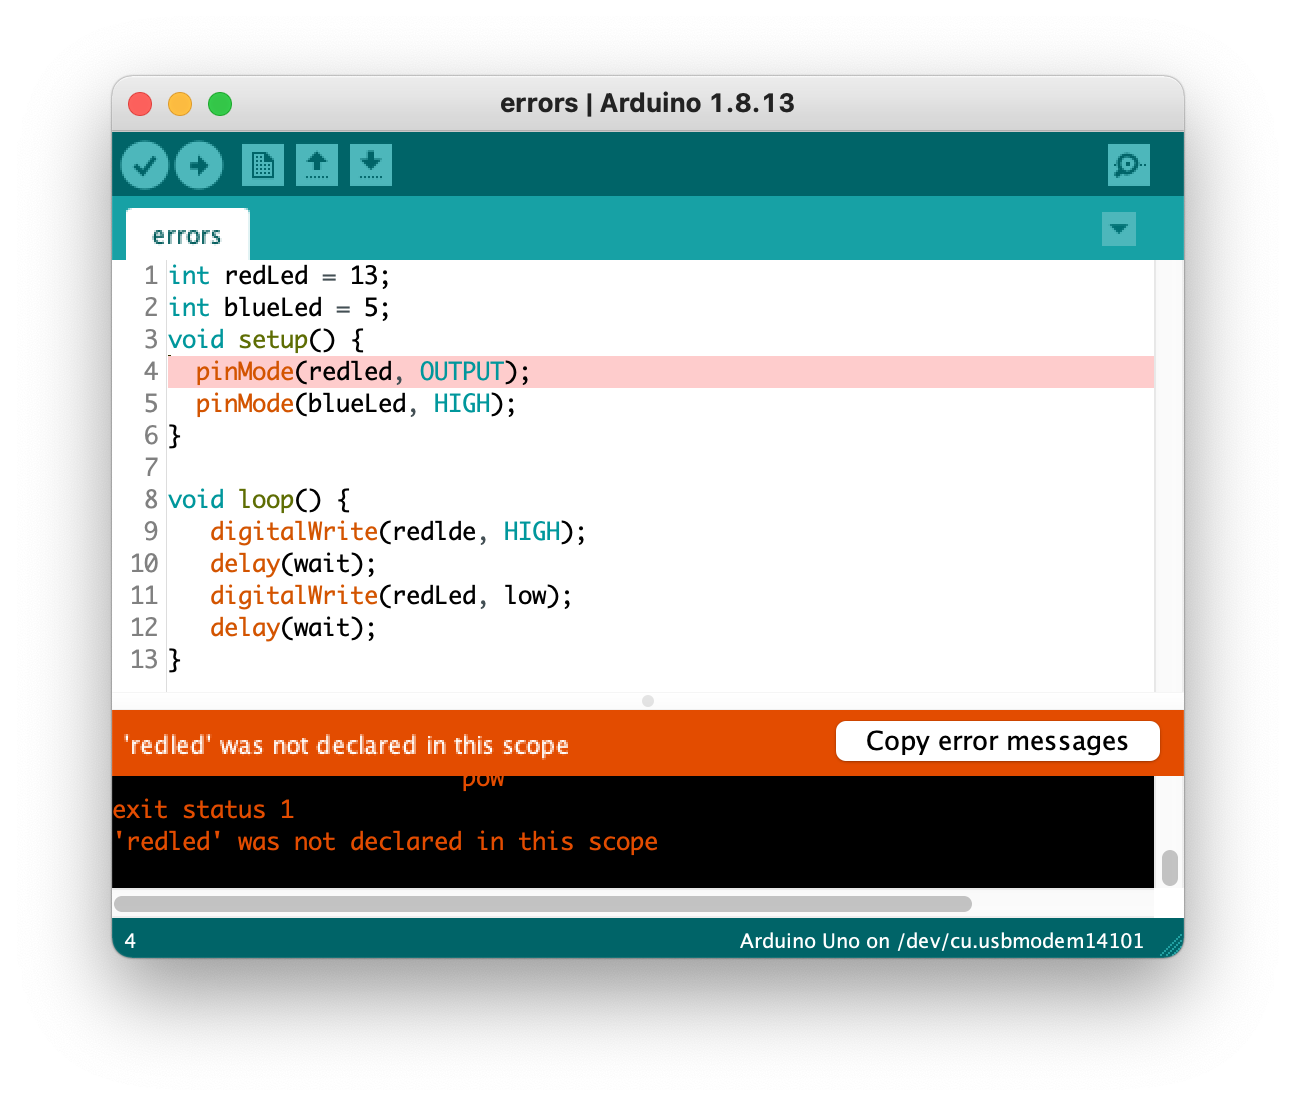 errors | Arduino 1.8.13
errors
1 int redLed = 13;
2 int blueLed = 5;
3 void setup() {
4   pinMode(redled, OUTPUT);
5   pinMode(blueLed, HIGH);
6 }
7
8 void loop() {
9    digitalWrite(redlde, HIGH);
10    delay(wait);
11    digitalWrite(redLed, low);
12    delay(wait);
13 }
'redled' was not declared in this scope
Copy error messages
pow
exit status 1
'redled' was not declared in this scope
4
Arduino Uno on /dev/cu.usbmodem14101